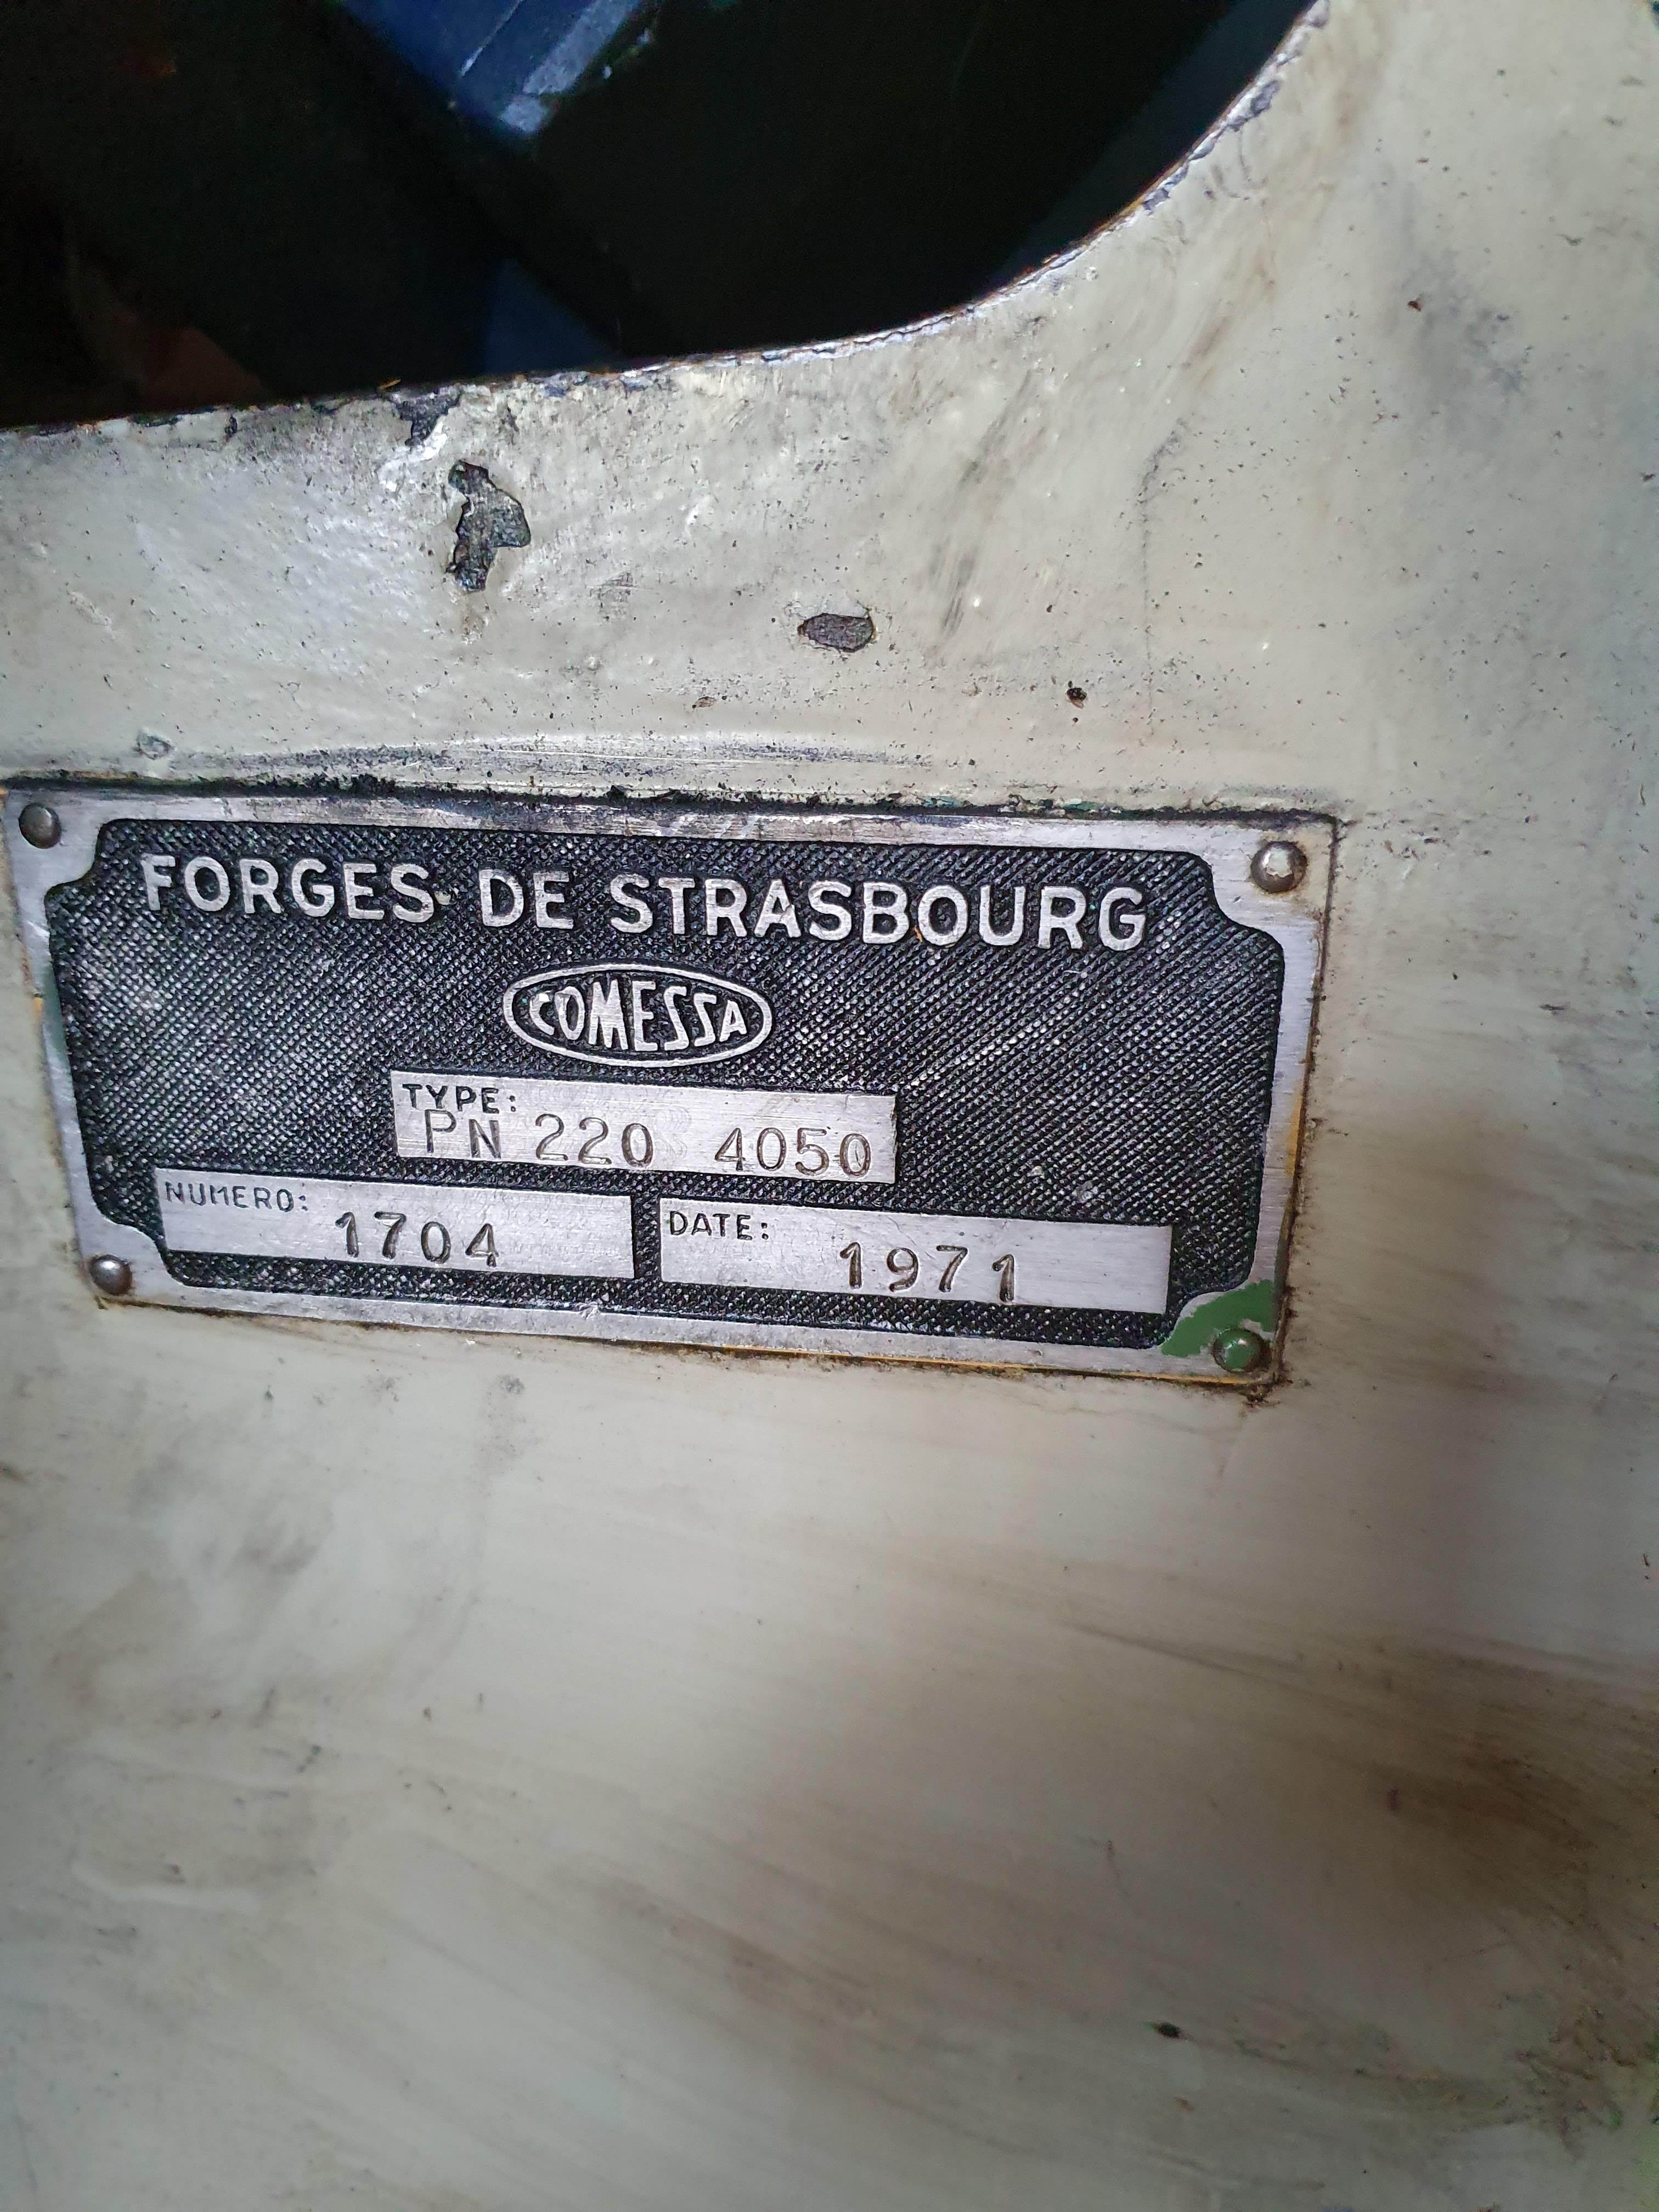 FORGES DE STRASBOURG
COMESSA
TYPE:
PN 220 4050
NUMERO:
1704
DATE:
1971